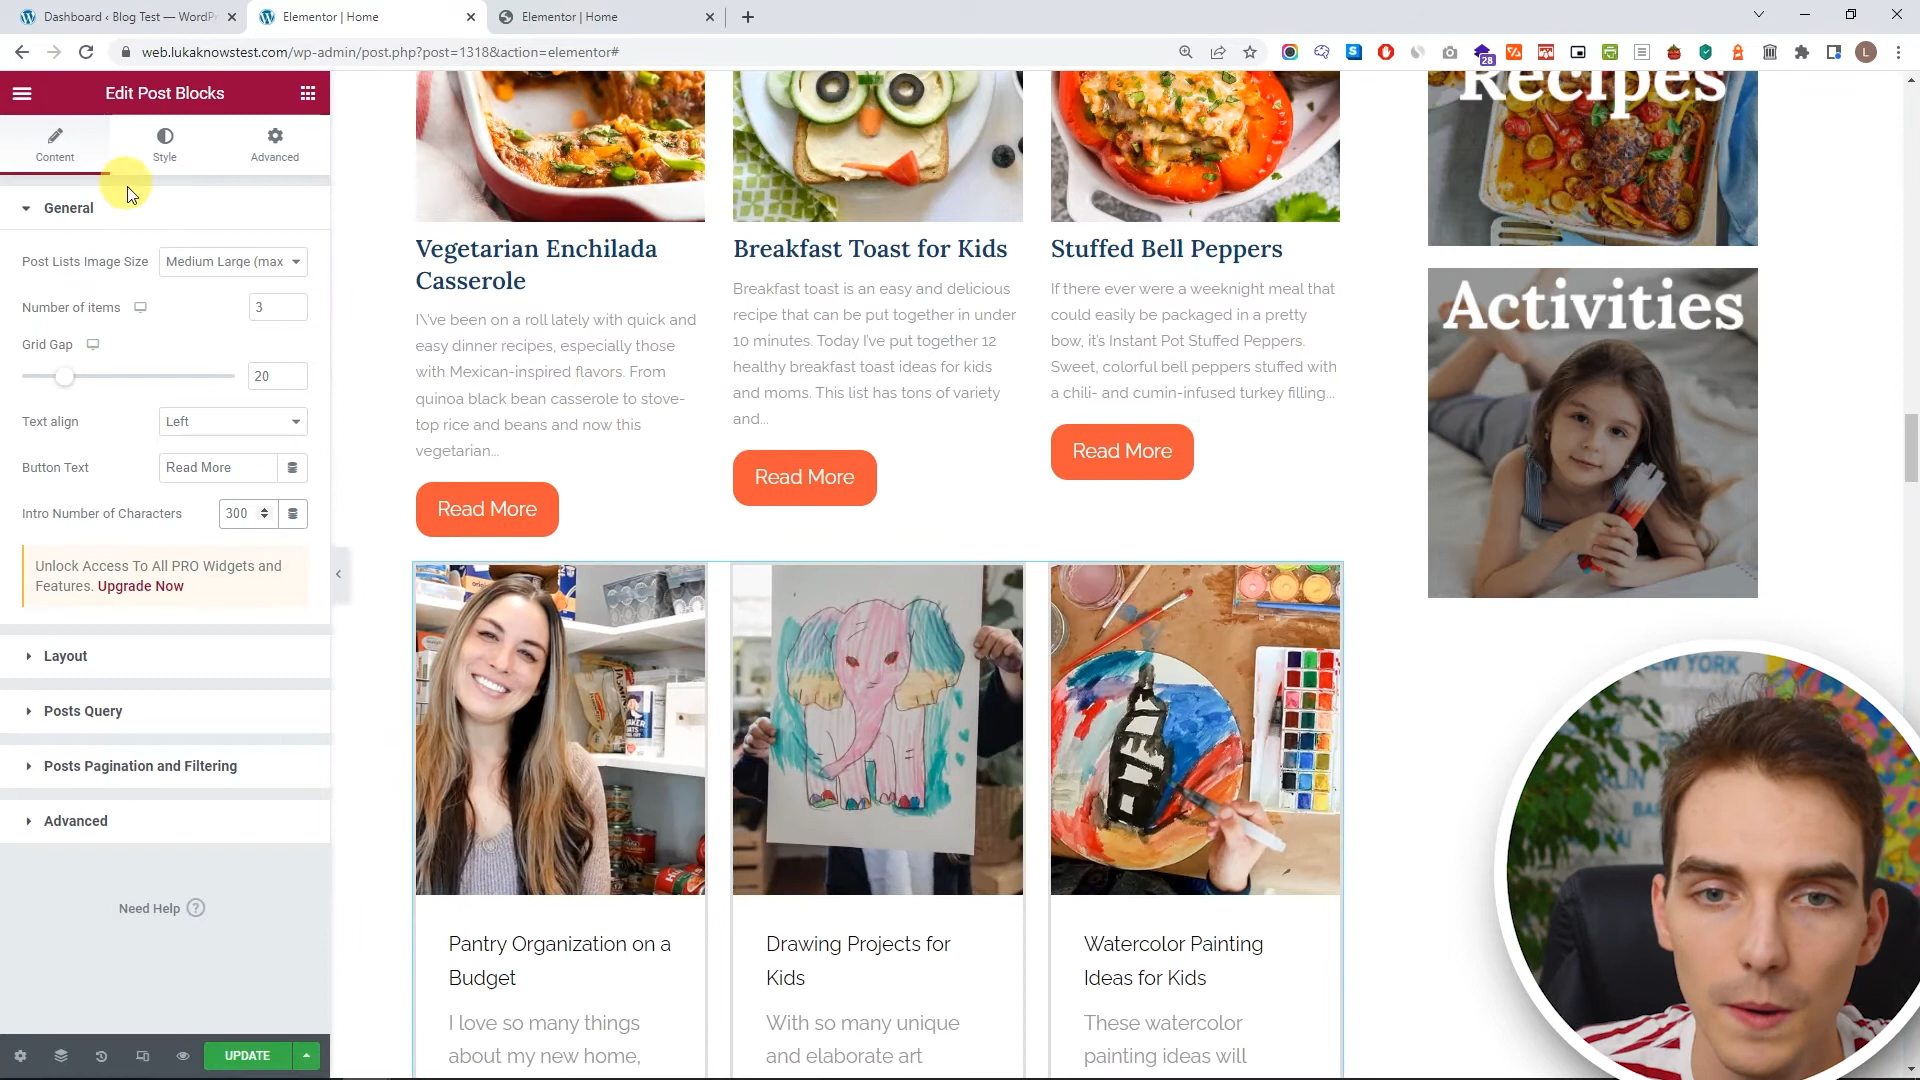 Dashboard ‹ Blog Test — WordPr
Elementor | Home
Elementor | Home
web.lukaknowstest.com/wp-admin/post.php?post=1318&action=elementor#
28
L
Edit Post Blocks
Content
Style
Advanced
General
Post Lists Image Size
Medium Large (max
Number of items
3
Grid Gap
20
Text align
Left
Button Text
Read More
Intro Number of Characters
300
Unlock Access To All PRO Widgets and
Features. Upgrade Now
Layout
Posts Query
Posts Pagination and Filtering
Advanced
Need Help
UPDATE
Vegetarian Enchilada
Casserole
I\'ve been on a roll lately with quick and
easy dinner recipes, especially those
with Mexican-inspired flavors. From
quinoa black bean casserole to stove-
top rice and beans and now this
vegetarian...
Read More
Breakfast Toast for Kids
Breakfast toast is an easy and delicious
recipe that can be put together in under
10 minutes. Today I've put together 12
healthy breakfast toast ideas for kids
and moms. This list has tons of variety
and...
Read More
Stuffed Bell Peppers
If there ever were a weeknight meal that
could easily be packaged in a pretty
bow, it's Instant Pot Stuffed Peppers.
Sweet, colorful bell peppers stuffed with
a chili- and cumin-infused turkey filling...
Read More
Recipes
Activities
Pantry Organization on a
Budget
I love so many things
about my new home,
Drawing Projects for
Kids
With so many unique
and elaborate art
Watercolor Painting
Ideas for Kids
These watercolor
painting ideas will
NEW YORK